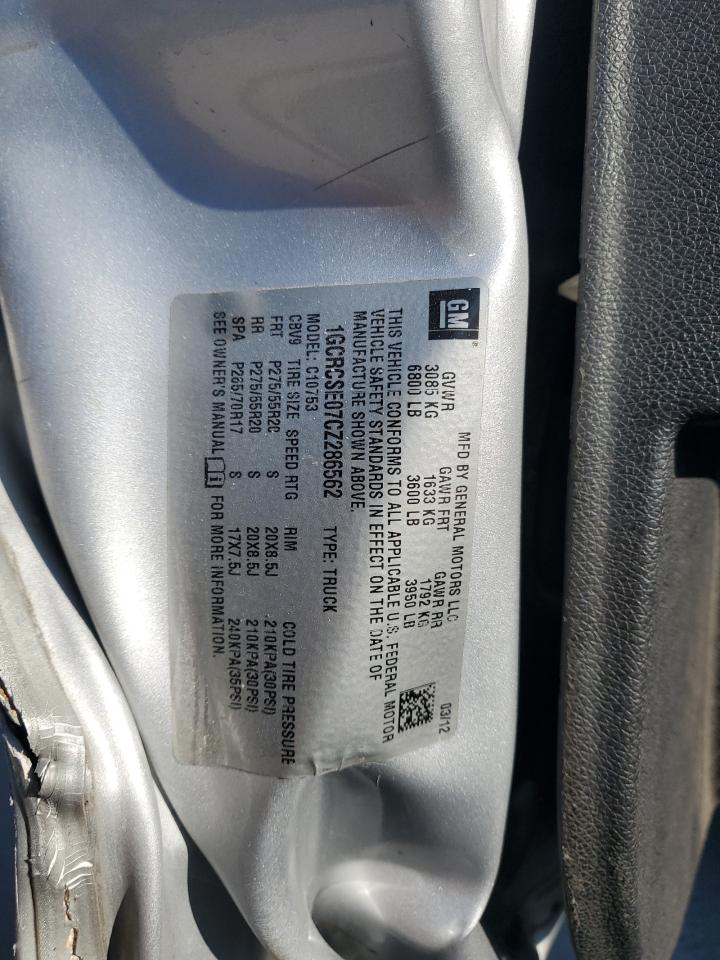 GM
MFD BY GENERAL MOTORS LLC 03/12
GVWR GAWR FRT GAWR RR
3085 KG 1633 KG 1792 KG
6800 LB 3600 LB 3950 LB
THIS VEHICLE CONFORMS TO ALL APPLICABLE U.S. FEDERAL MOTOR
VEHICLE SAFETY STANDARDS IN EFFECT ON THE DATE OF
MANUFACTURE SHOWN ABOVE.
1GCRCSE07CZ286562 TYPE: TRUCK
MODEL: C10753
CBV9 TIRE SIZE SPEED RTG RIM COLD TIRE PRESSURE
FRT P275/55R20 S 20X8.5J 210KPA(30PSI)
RR P275/55R20 S 20X8.5J 210KPA(30PSI)
SPA P265/70R17 S 17X7.5J 240KPA(35PSI)
SEE OWNER'S MANUAL FOR MORE INFORMATION.